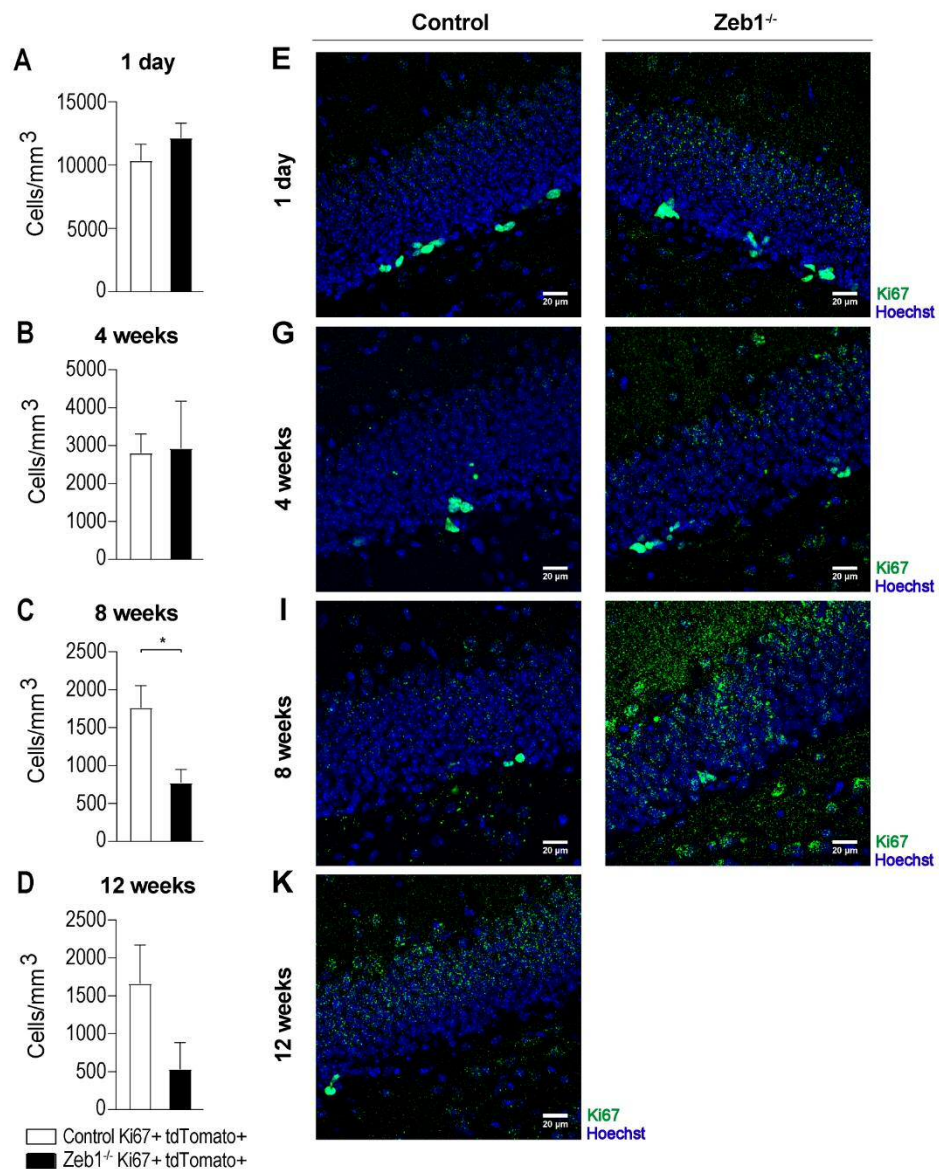 Control Zeb1-/-
A 1 day
15000
10000
5000
0
Cells/mm3
E
1 day
20 µm
20 µm
Ki67
Hoechst
B 4 weeks
5000
4000
3000
2000
1000
0
Cells/mm3
G
4 weeks
20 µm
20 µm
Ki67
Hoechst
C 8 weeks
*
2500
2000
1500
1000
500
0
Cells/mm3
I
8 weeks
20 µm
20 µm
Ki67
Hoechst
D 12 weeks
2500
2000
1500
1000
500
0
Cells/mm3
K
12 weeks
20 µm
Ki67
Hoechst
Control Ki67+ tdTomato+
Zeb1-/- Ki67+ tdTomato+